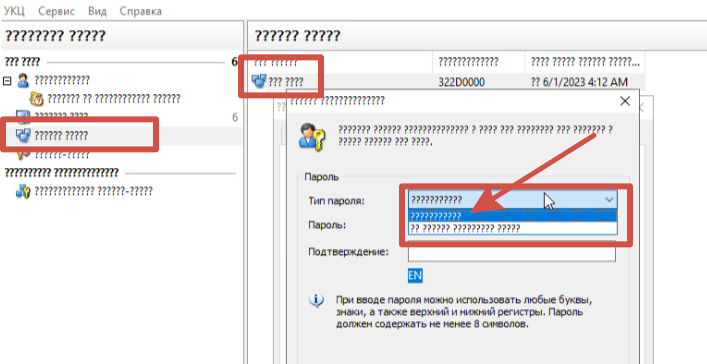 УКЦ Сервис Вид Справка
???????? ?????
?????? ?????
??? ????
6
????????????
??????? ?? ???????????? ??????
6
?????? ?????
??????-?????
?????????? ?????????????
????????????? ??????-?????
??? ??????
?????????????
???? ????? ?????? ?????...
??? ????
322D0000
?? 6/1/2023 4:12 AM
?????? ??????????????
??????? ?????? ?????????????? ? ???? ??? ???????? ??? ??????? ?
????? ?????? ??? ????.
Пароль
Тип пароля:
???????????
???????????
Пароль:
?? ?????? ????????? ?????
Подтверждение:
EN
При вводе пароля можно использовать любые буквы,
знаки, а также верхний и нижний регистры. Пароль
должен содержать не менее 8 символов.